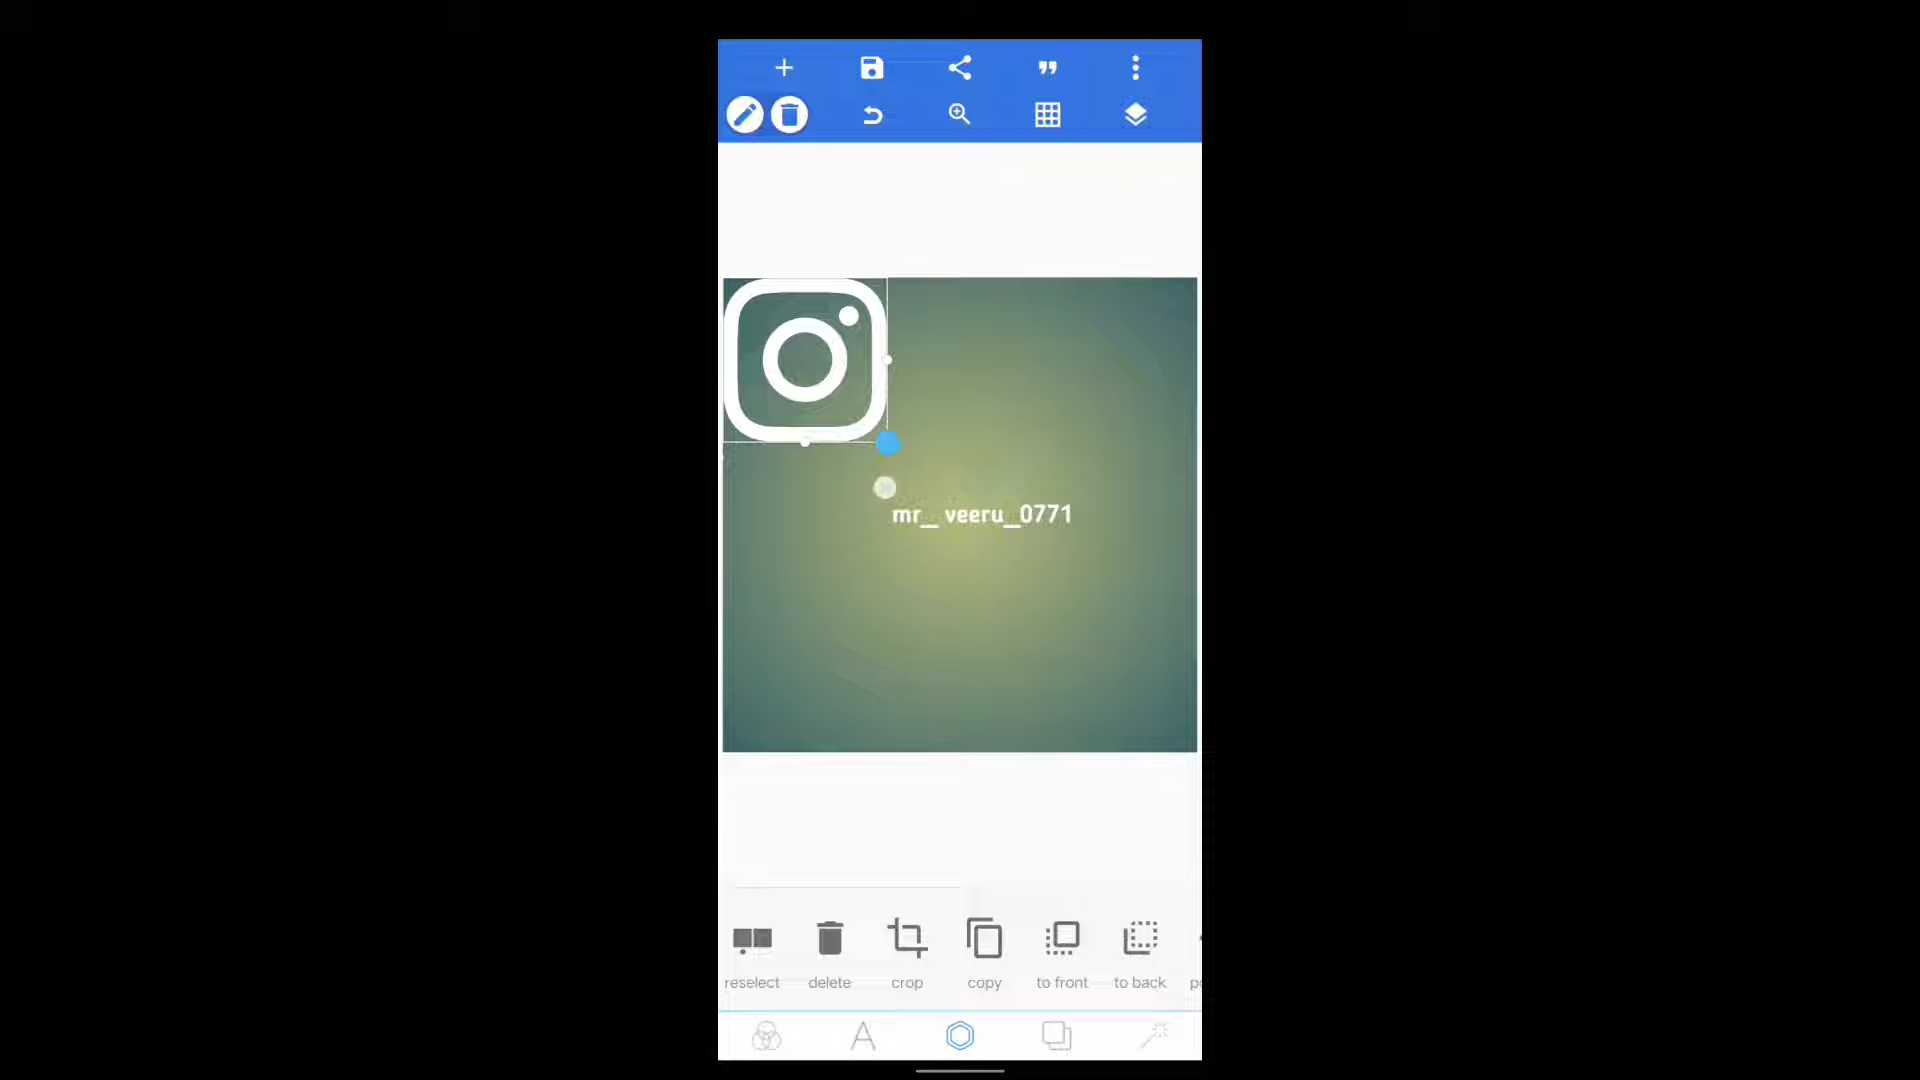 mr_ veeru_0771
reselect delete crop copy to front to back